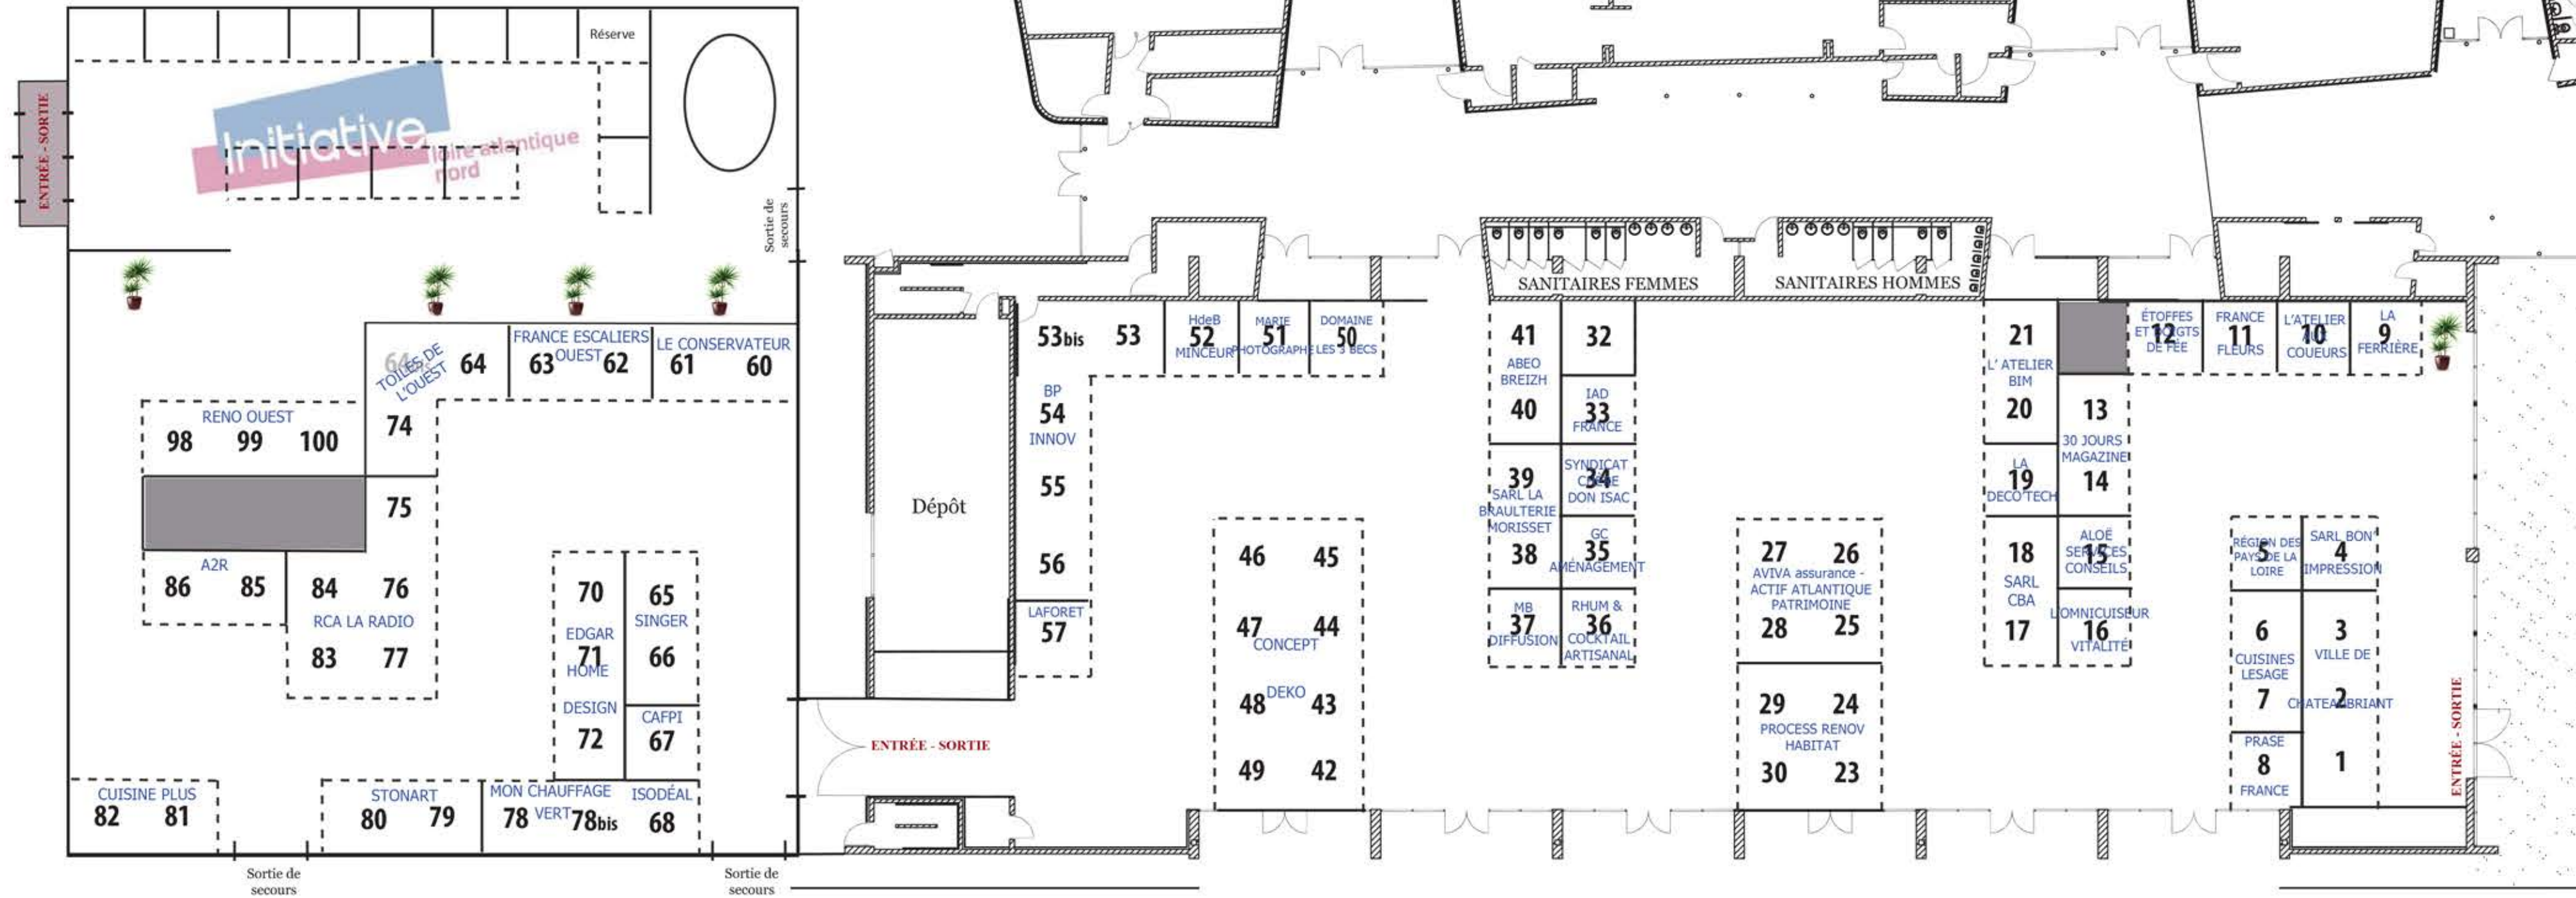 Réserve
ENTRÉE - SORTIE
Initiative
loire atlantique
nord
Sortie de
secours
TOILES DE
L'OUEST
64
FRANCE ESCALIERS
OUEST
63 62
LE CONSERVATEUR
61 60
RENO OUEST
98 99 100
74
75
A2R
86 85
84 76
RCA LA RADIO
83 77
70
EDGAR
71
HOME
DESIGN
72
65
SINGER
66
CAFPI
67
CUISINE PLUS
82 81
STONART
80 79
MON CHAUFFAGE
VERT
78 78bis
ISODÉAL
68
Sortie de
secours
Sortie de
secours
Dépôt
ENTRÉE - SORTIE
53bis 53
HdeB
52
MINCEUR
MARIE
51
PHOTOGRAPHE
DOMAINE
50
LES 3 BECS
BP
54
INNOV
55
56
LAFORET
57
46 45
47 44
CONCEPT
DEKO
48 43
49 42
SANITAIRES FEMMES
SANITAIRES HOMMES
41
ABEO
BREIZH
40
32
IAD
33
FRANCE
39
SARL LA
BRAULTERIE
MORISSET
38
SYNDICAT
34
DON ISAC
GC
35
AMÉNAGEMENT
MB
37
DIFFUSION
RHUM &
36
COCKTAIL
ARTISANAL
27 26
AVIVA assurance -
ACTIF ATLANTIQUE
PATRIMOINE
28 25
29 24
PROCESS RENOV
HABITAT
30 23
21
L' ATELIER
BIM
20
13
30 JOURS
MAGAZINE
14
LA
19
DECO'TECH
18
SARL
CBA
17
ALOË
15
SERVICES
CONSEILS
L'OMNICUISEUR
16
VITALITÉ
ÉTOFFES
ET DOIGTS
12
DE FÉE
FRANCE
11
FLEURS
L'ATELIER
10
AUX
COUEURS
LA
9
FERRIÈRE
RÉGION DES
5
PAYS DE LA
LOIRE
SARL BON
4
IMPRESSION
6
CUISINES
LESAGE
7
3
VILLE DE
2
CHATEAUBRIANT
1
PRASE
8
FRANCE
ENTRÉE - SORTIE